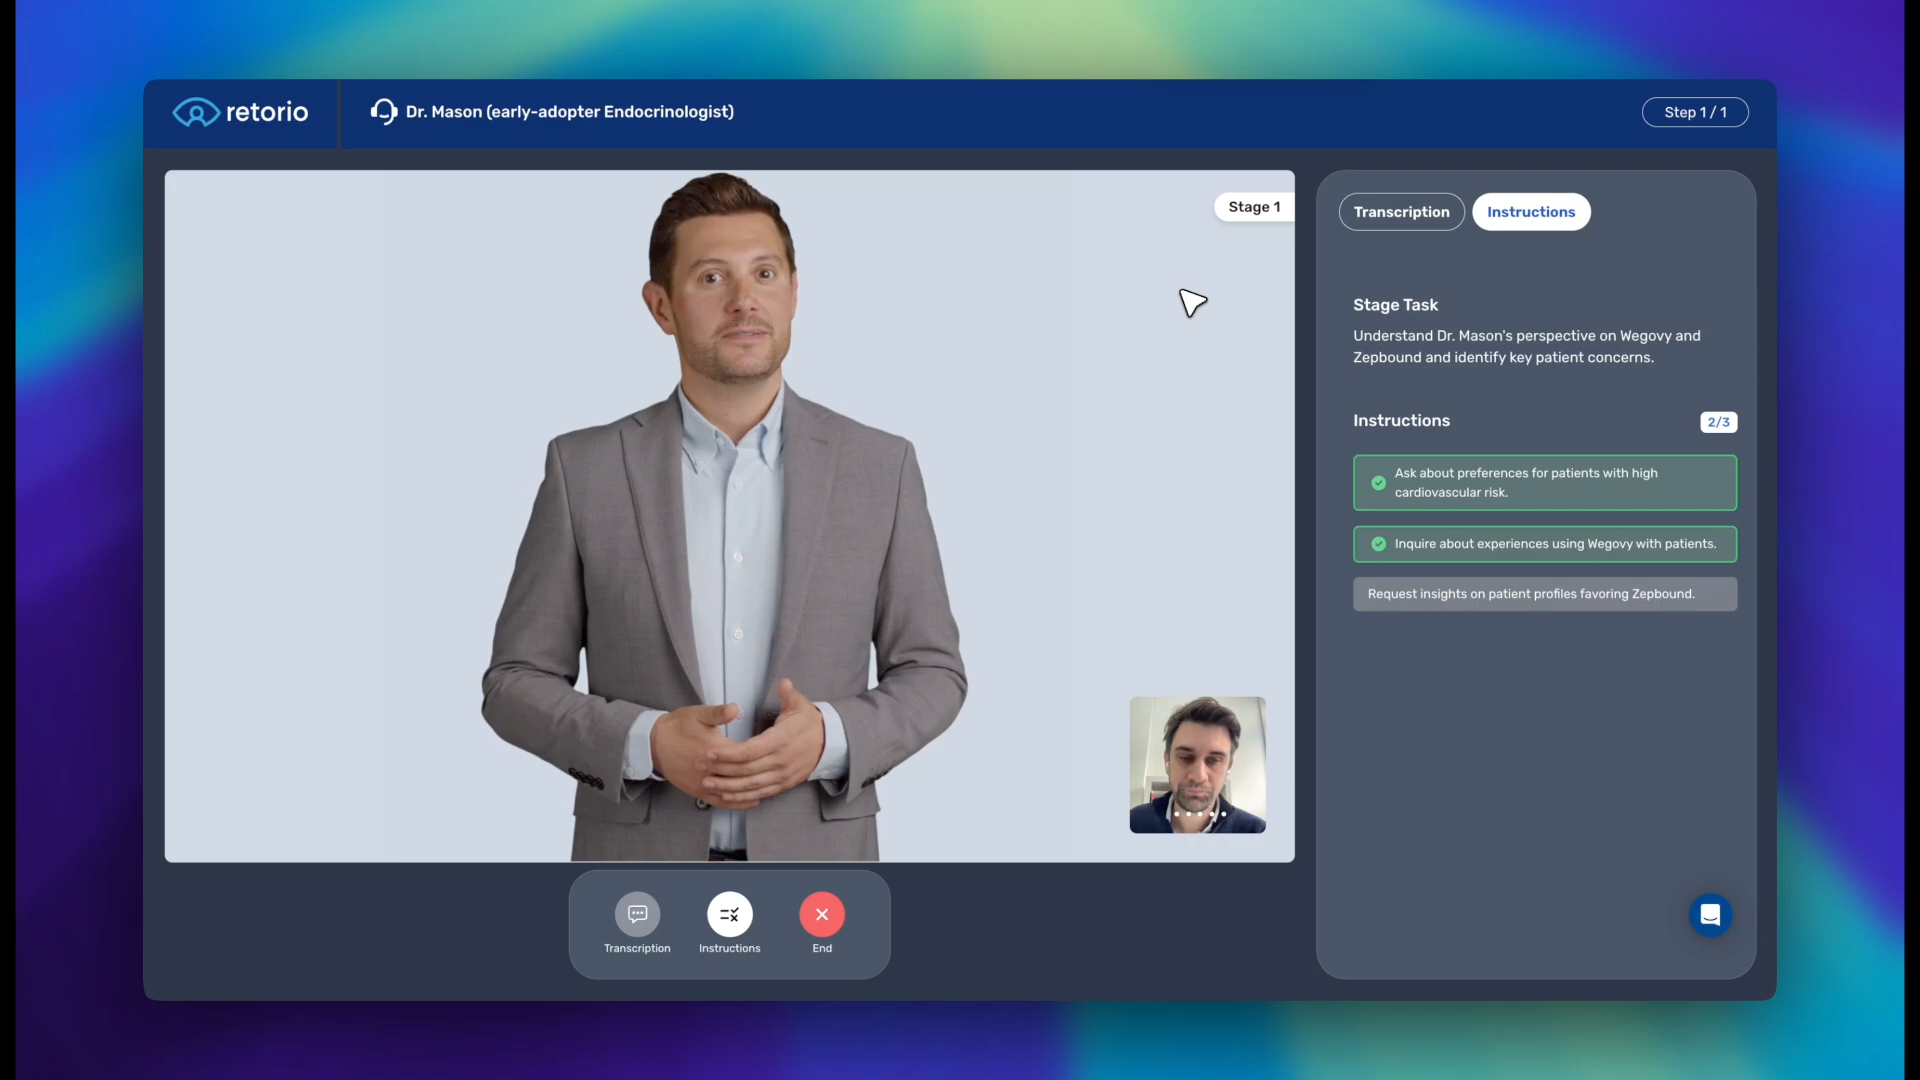 retorio
Dr. Mason (early-adopter Endocrinologist)
Step 1 / 1
Stage 1
Transcription
Instructions
Stage Task
Understand Dr. Mason's perspective on Wegovy and
Zepbound and identify key patient concerns.
Instructions
2/3
Ask about preferences for patients with high
cardiovascular risk.
Inquire about experiences using Wegovy with patients.
Request insights on patient profiles favoring Zepbound.
Transcription
Instructions
End